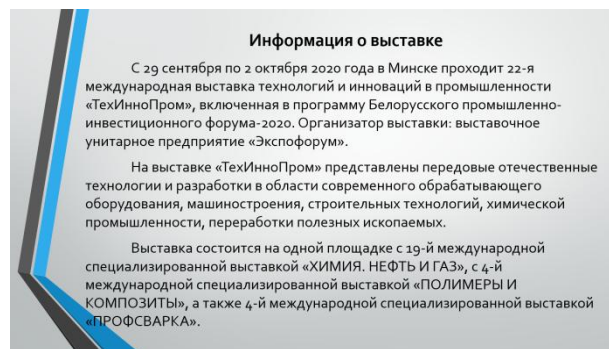 Информация о выставке
С 29 сентября по 2 октября 2020 года в Минске проходит 22-я
международная выставка технологий и инноваций в промышленности
«ТехИнноПром», включенная в программу Белорусского промышленно-
инвестиционного форума-2020. Организатор выставки: выставочное
унитарное предприятие «Экспофорум».
На выставке «ТехИнноПром» представлены передовые отечественные
технологии и разработки в области современного обрабатывающего
оборудования, машиностроения, строительных технологий, химической
промышленности, переработки полезных ископаемых.
Выставка состоится на одной площадке с 19-й международной
специализированной выставкой «ХИМИЯ. НЕФТЬ И ГАЗ», с 4-й
международной специализированной выставкой «ПОЛИМЕРЫ И
КОМПОЗИТЫ», а также 4-й международной специализированной выставкой
«ПРОФСВАРКА».